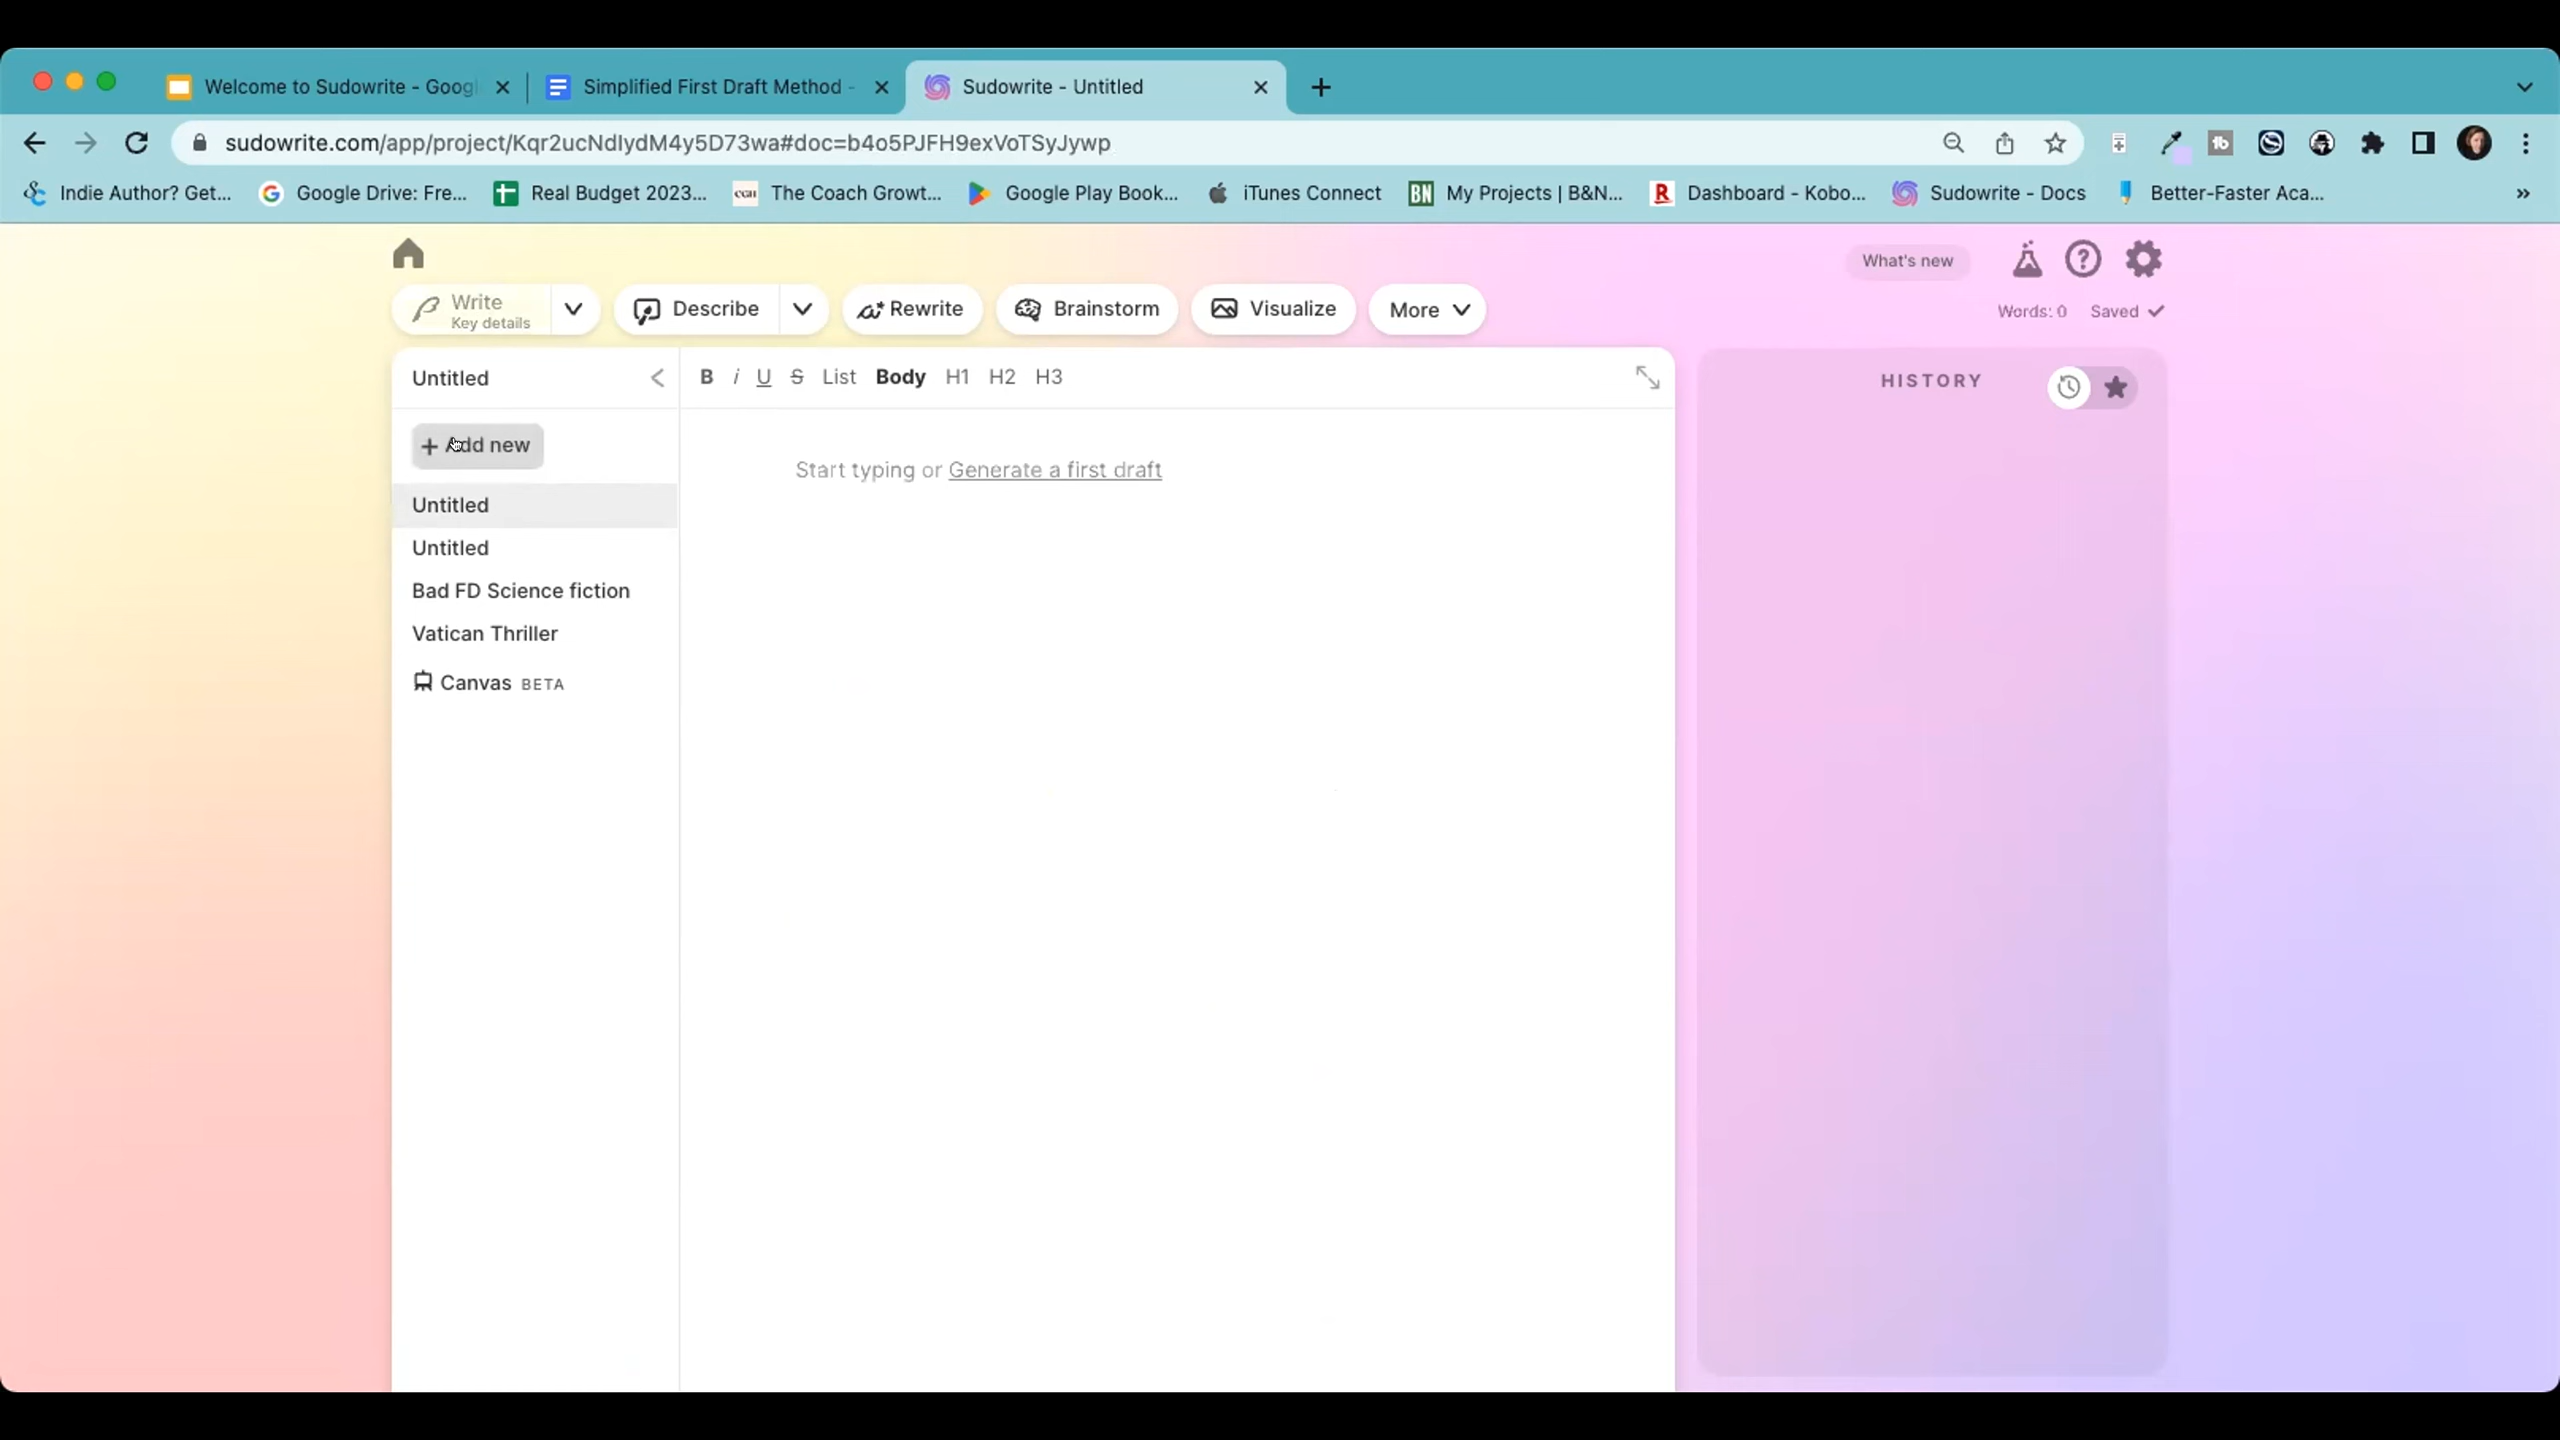 Welcome to Sudowrite - Goog
Simplified First Draft Method -
Sudowrite - Untitled
sudowrite.com/app/project/Kqr2ucNdIydM4y5D73wa#doc=b4o5PJFH9exVoTSyJywp
Indie Author? Get...
Google Drive: Fre...
Real Budget 2023...
The Coach Growt...
Google Play Book...
iTunes Connect
BN
My Projects | B&N...
R
Dashboard - Kobo...
Sudowrite - Docs
Better-Faster Aca...
»
What's new
Write
Key details
Describe
Rewrite
Brainstorm
Visualize
More
Words: 0
Saved
Untitled
B i U S List Body H1 H2 H3
HISTORY
+ Add new
Start typing or Generate a first draft
Untitled
Untitled
Bad FD Science fiction
Vatican Thriller
Canvas BETA